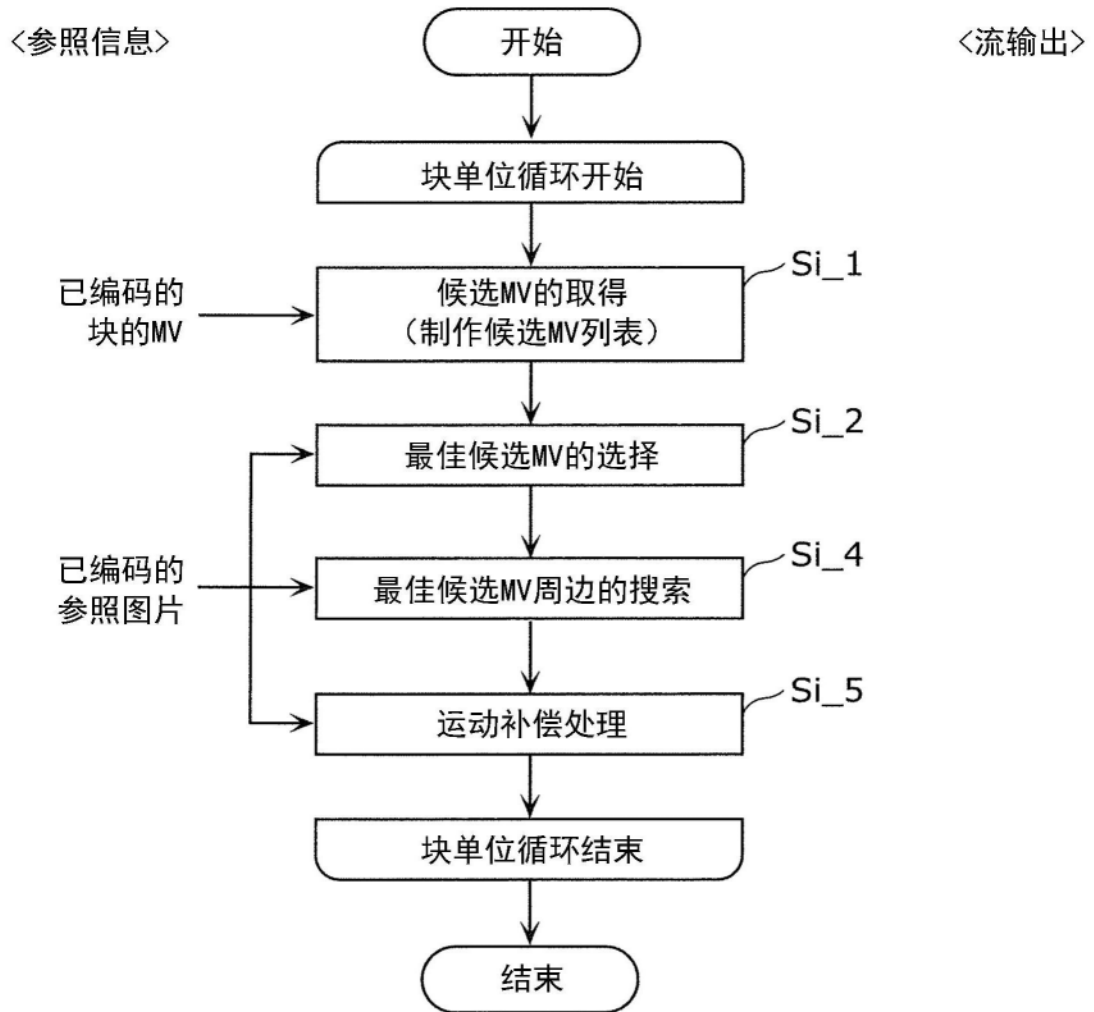 <参照信息>
开始
<流输出>
块单位循环开始
Si_1
已编码的
块的MV
候选MV的取得
（制作候选MV列表）
Si_2
最佳候选MV的选择
Si_4
已编码的
参照图片
最佳候选MV周边的搜索
Si_5
运动补偿处理
块单位循环结束
结束